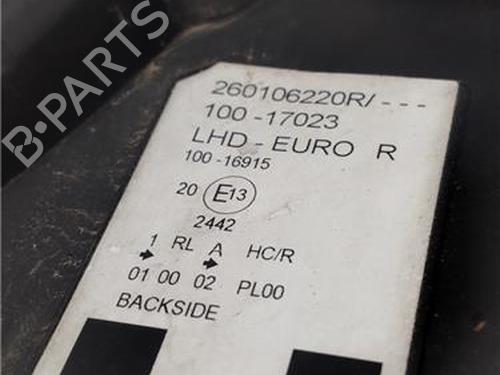 B-PARTS
260106220R/ - - -
100 -17023
LHD - EURO R
100 -16915
20 E13
2442
1 RL A HC/R
01 00 02 PL00
BACKSIDE